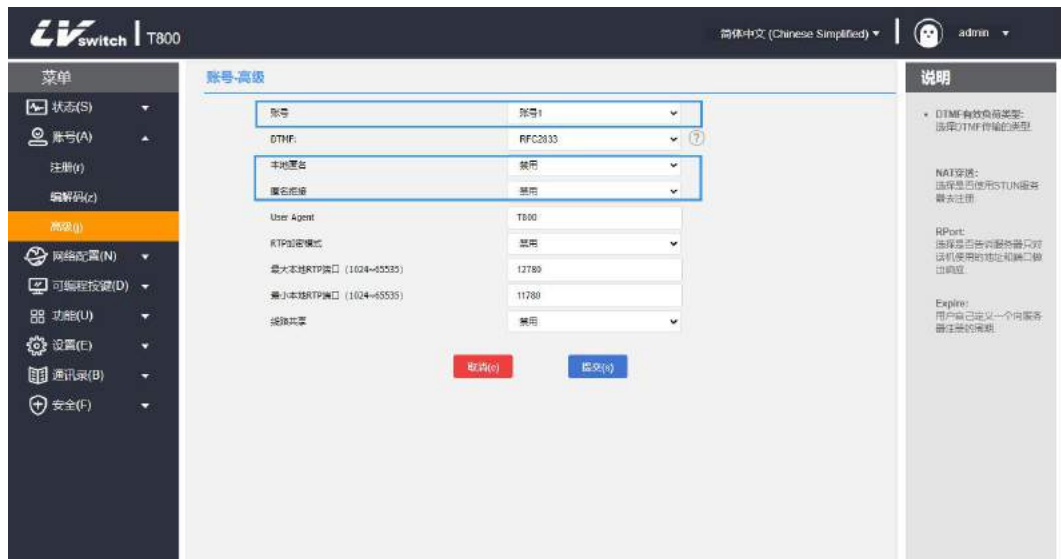 LV switch T800
简体中文 (Chinese Simplified)
admin
菜单
账号-高级
说明
状态(S)
账号(A)
注册(r)
编解码(z)
高级(j)
网络配置(N)
可编程按键(D)
功能(U)
设置(E)
通讯录(B)
安全(F)
账号 账号1
DTMF: RFC2833
本地匿名 禁用
匿名拒接 禁用
User Agent T800
RTP加密模式 禁用
最大本地RTP端口 (1024~65535) 12780
最小本地RTP端口 (1024~65535) 11780
线路共享 禁用
取消(c) 提交(s)
DTMF有效负荷类型:
选择DTMF传输的类型.
NAT穿透:
选择是否使用STUN服务
器去注册.
RPort:
选择是否告诉服务器只对
话机使用的地址和端口做
出响应.
Expire:
用户自己定义一个向服务
器注册的周期.